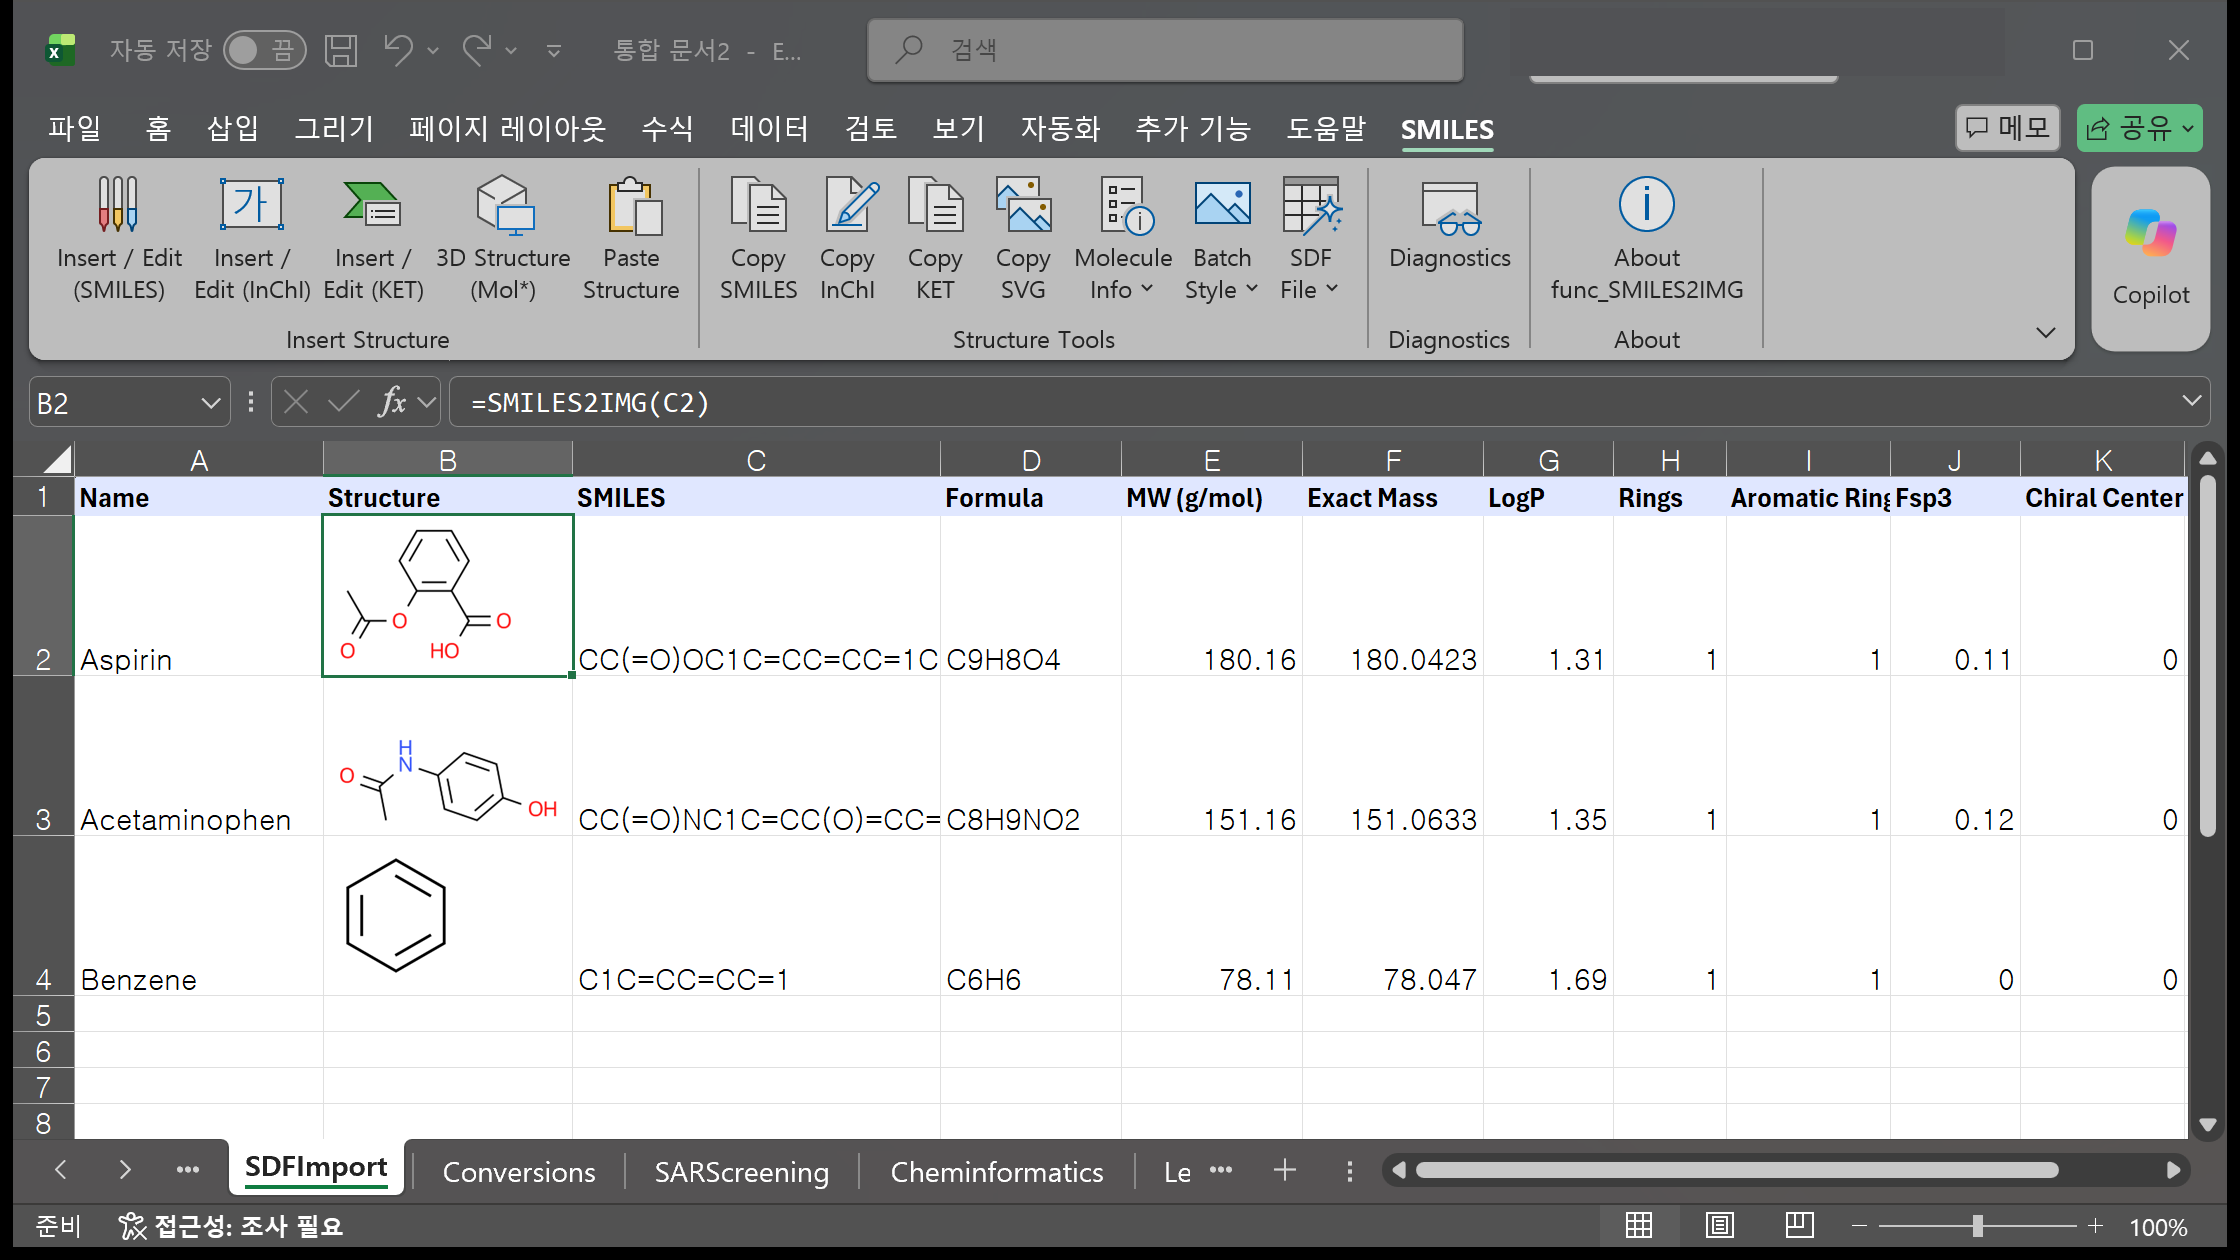 자동 저장 끔 통합 문서2 - E... 검색
파일 홈 삽입 그리기 페이지 레이아웃 수식 데이터 검토 보기 자동화 추가 기능 도움말 SMILES 메모 공유
Insert / Edit (SMILES)
Insert / Edit (InChI)
Insert / Edit (KET)
3D Structure (Mol*)
Paste Structure
Copy SMILES
Copy InChI
Copy KET
Copy SVG
Molecule Info
Batch Style
SDF File
Diagnostics
About func_SMILES2IMG
Copilot
Insert Structure Structure Tools Diagnostics About
B2 fx =SMILES2IMG(C2)
A B C D E F G H I J K
1 Name Structure SMILES Formula MW (g/mol) Exact Mass LogP Rings Aromatic Ring Fsp3 Chiral Center
O O O HO
2 Aspirin CC(=O)OC1C=CC=CC=1C C9H8O4 180.16 180.0423 1.31 1 1 0.11 0
H N O OH
3 Acetaminophen CC(=O)NC1C=CC(O)=CC= C8H9NO2 151.16 151.0633 1.35 1 1 0.12 0
4 Benzene C1C=CC=CC=1 C6H6 78.11 78.047 1.69 1 1 0 0
5
6
7
8
SDFImport Conversions SARScreening Cheminformatics Le
준비 접근성: 조사 필요 100%